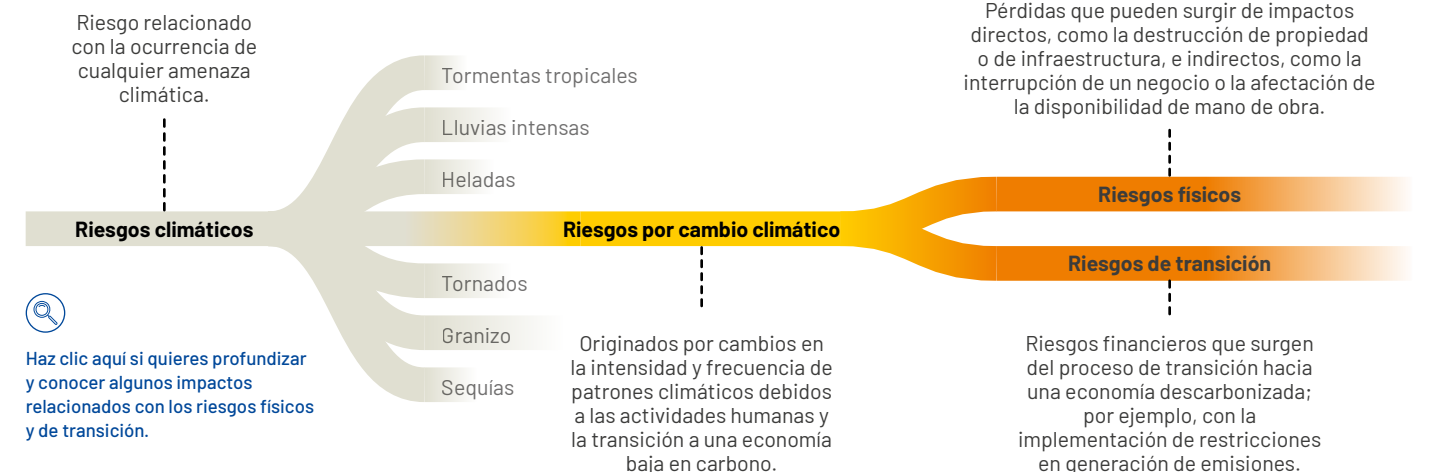 Riesgo relacionado
con la ocurrencia de
cualquier amenaza
climática.
Riesgos climáticos
Haz clic aquí si quieres profundizar
y conocer algunos impactos
relacionados con los riesgos físicos
y de transición.
Tormentas tropicales
Lluvias intensas
Heladas
Tornados
Granizo
Sequías
Riesgos por cambio climático
Originados por cambios en
la intensidad y frecuencia de
patrones climáticos debidos
a las actividades humanas y
la transición a una economía
baja en carbono.
Pérdidas que pueden surgir de impactos
directos, como la destrucción de propiedad
o de infraestructura, e indirectos, como la
interrupción de un negocio o la afectación de
la disponibilidad de mano de obra.
Riesgos físicos
Riesgos de transición
Riesgos financieros que surgen
del proceso de transición hacia
una economía descarbonizada;
por ejemplo, con la
implementación de restricciones
en generación de emisiones.